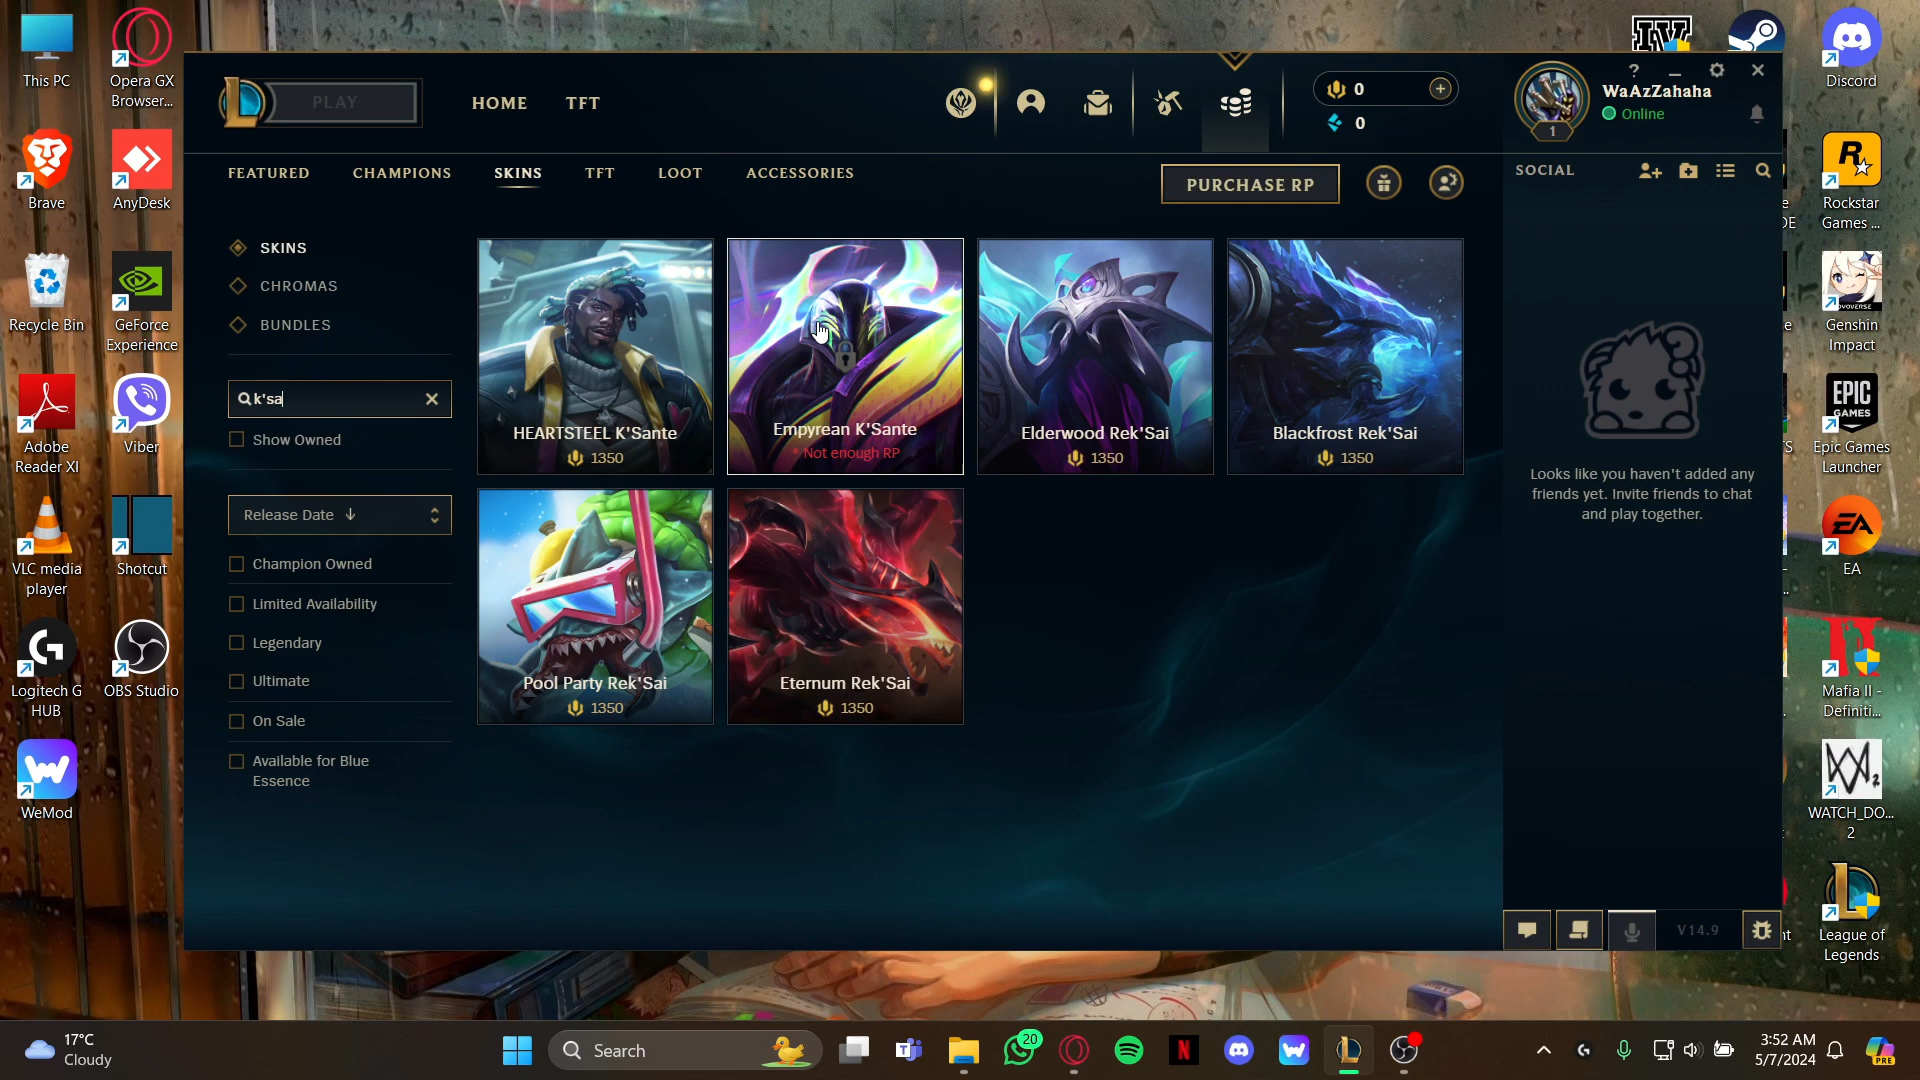 This PC
Opera GX
Browser...
Brave
AnyDesk
Recycle Bin
GeForce
Experience
Adobe
Reader XI
Viber
VLC media
player
Shotcut
Logitech G
HUB
OBS Studio
WeMod
PLAY
HOME
TFT
0
0
WaAzZahaha
Online
1
FEATURED
CHAMPIONS
SKINS
TFT
LOOT
ACCESSORIES
PURCHASE RP
SOCIAL
SKINS
CHROMAS
BUNDLES
k'sa
Show Owned
Release Date
Champion Owned
Limited Availability
Legendary
Ultimate
On Sale
Available for Blue
Essence
HEARTSTEEL K'Sante
1350
Empyrean K'Sante
* Not enough RP
Elderwood Rek'Sai
1350
Blackfrost Rek'Sai
1350
Pool Party Rek'Sai
1350
Eternum Rek'Sai
1350
Looks like you haven't added any
friends yet. Invite friends to chat
and play together.
V14.9
IV
Discord
Rockstar
Games ...
Genshin
Impact
EPIC
GAMES
Epic Games
Launcher
EA
EA
Mafia II -
Definiti...
WATCH_DO...
2
League of
Legends
17°C
Cloudy
Search
20
3:52 AM
5/7/2024
PRE